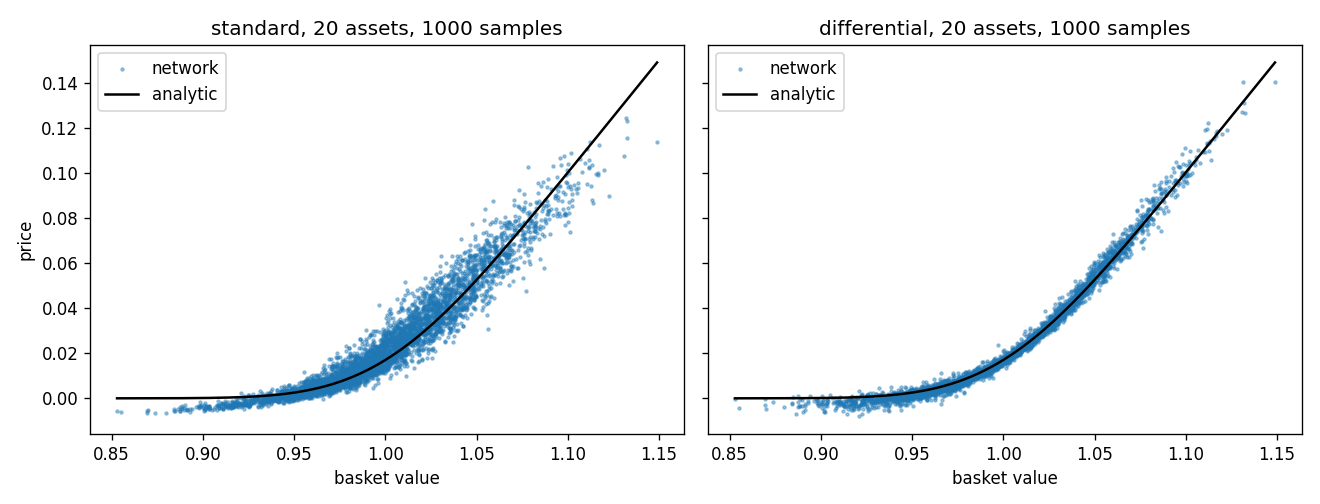 standard, 20 assets, 1000 samples
network
analytic
price
0.14
0.12
0.10
0.08
0.06
0.04
0.02
0.00
0.85 0.90 0.95 1.00 1.05 1.10 1.15
basket value
differential, 20 assets, 1000 samples
network
analytic
0.85 0.90 0.95 1.00 1.05 1.10 1.15
basket value